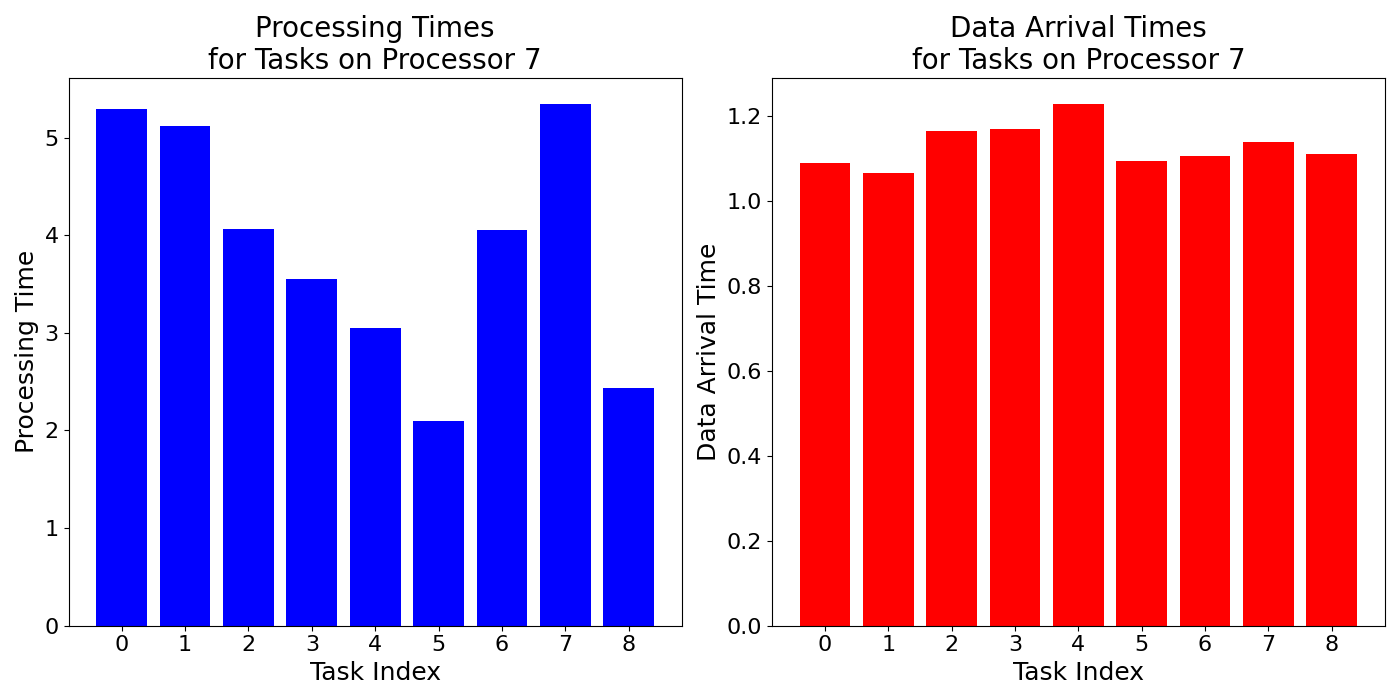 Processing Times
for Tasks on Processor 7
Processing Time
5
4
3
2
1
0
0 1 2 3 4 5 6 7 8
Task Index
Data Arrival Times
for Tasks on Processor 7
Data Arrival Time
1.2
1.0
0.8
0.6
0.4
0.2
0.0
0 1 2 3 4 5 6 7 8
Task Index